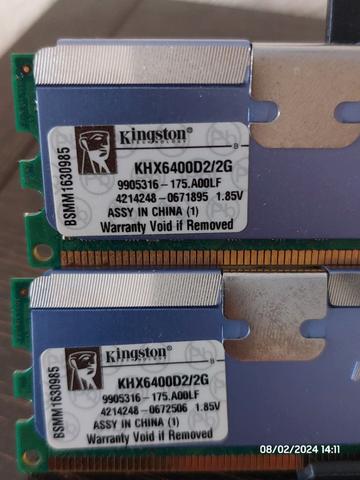 Kingston
TECHNOLOGY
B
KHX6400D2/2G
9905316-175.A00LF
4214248-0671895 1.85V
ASSY IN CHINA (1)
Warranty Void if Removed
BSMM1630985
Kingston
TECHNOLOGY
B
KHX6400D2/2G
9905316-175.A00LF
4214248-0672506 1.85V
ASSY IN CHINA (1)
Warranty Void if Removed
BSMM1630985
08/02/2024 14:11